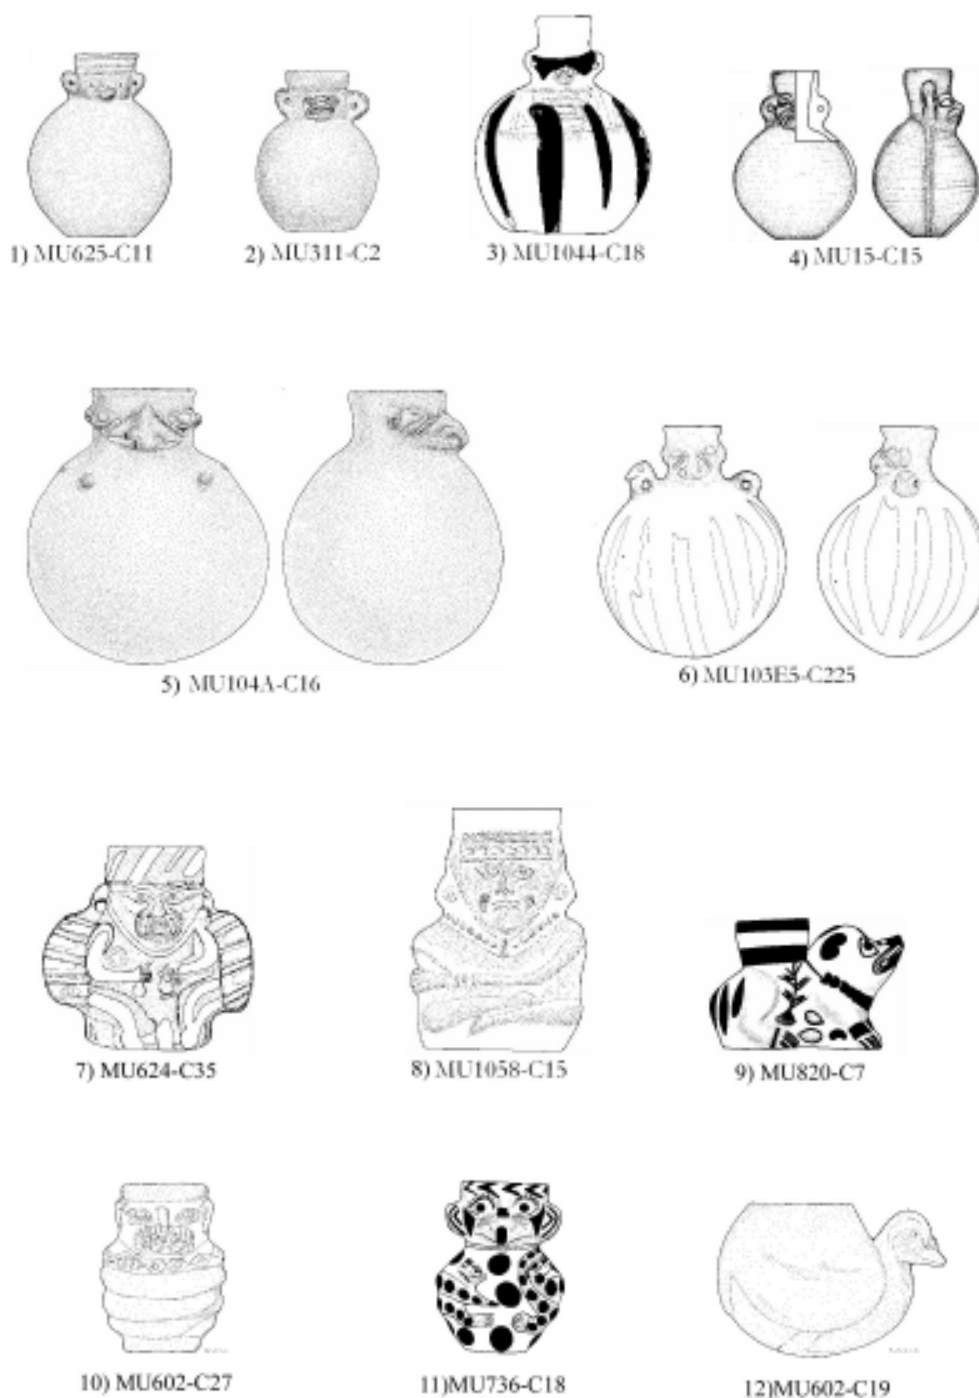 1) MU625-C11
2) MU311-C2
3) MU1044-C18
4) MU15-C15
5) MU104A-C16
6) MU103E5-C225
7) MU624-C35
8) MU1058-C15
9) MU820-C7
10) MU602-C27
11)MU736-C18
12)MU602-C19